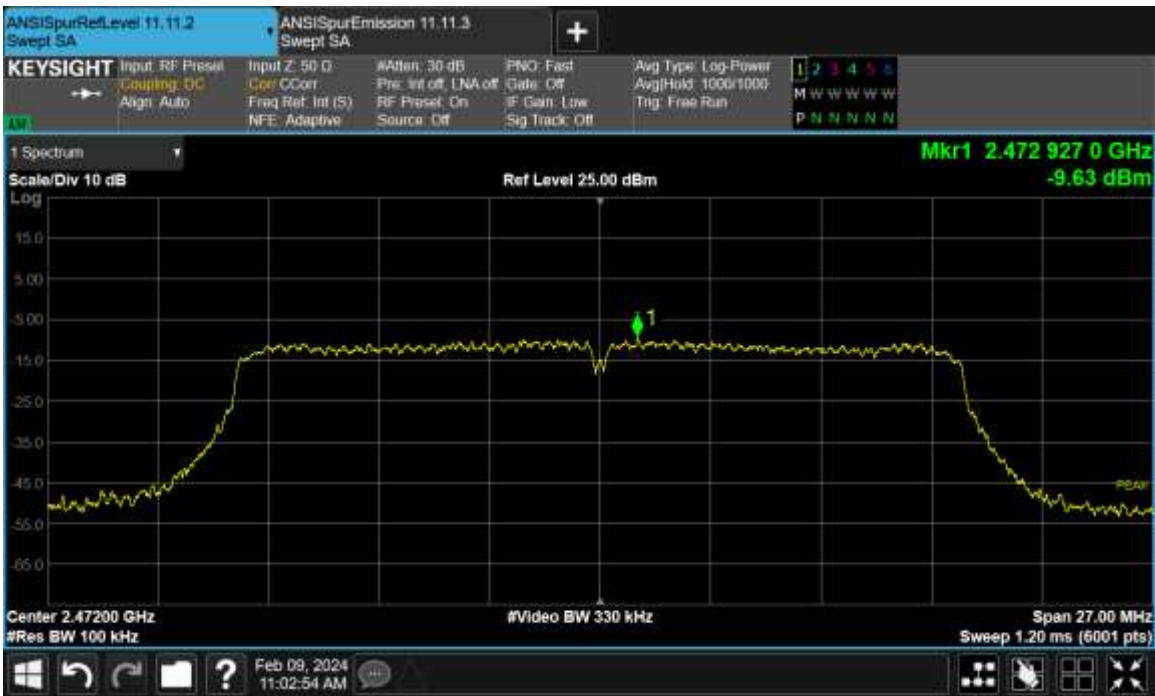 ANSISpurRefLevel 11.11.2
Swept SA
ANSISpurEmission 11.11.3
Swept SA
KEYSIGHT
Input: RF Presel
Coupling: DC
Align: Auto
Input Z: 50 Ω
Corr CCorr
Freq Ref: Int (S)
NFE: Adaptive
#Atten: 30 dB
Pre: Int off, LNA off
RF Presel: On
Source: Off
PNO: Fast
Gate: Off
IF Gain: Low
Sig Track: Off
Avg Type: Log-Power
Avg|Hold: 1000/1000
Trig: Free Run
1 2 3 4 5 6
M W W W W W W
P N N N N N N
1 Spectrum
Mkr1 2.472 927 0 GHz
Scale/Div 10 dB
Ref Level 25.00 dBm
-9.63 dBm
Log
15.0
5.00
-5.00
1
-15.0
-25.0
-35.0
-45.0
PEAK
-55.0
-65.0
Center 2.47200 GHz
#Video BW 330 kHz
Span 27.00 MHz
#Res BW 100 kHz
Sweep 1.20 ms (6001 pts)
?
Feb 09, 2024
11:02:54 AM